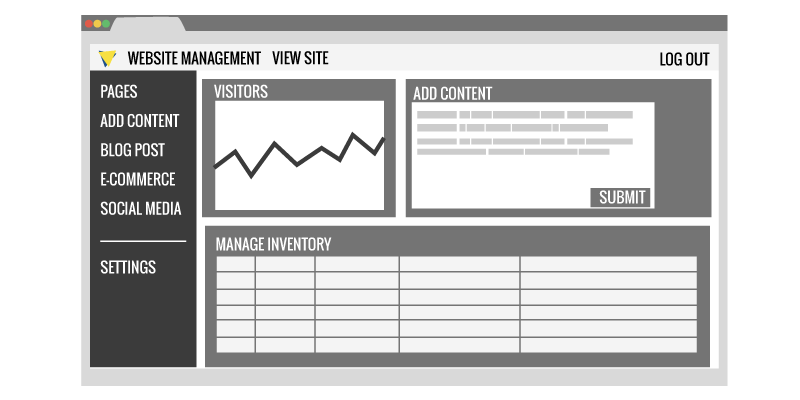 WEBSITE MANAGEMENT VIEW SITE LOG OUT
PAGES
ADD CONTENT
BLOG POST
E-COMMERCE
SOCIAL MEDIA
SETTINGS
VISITORS
ADD CONTENT
SUBMIT
MANAGE INVENTORY